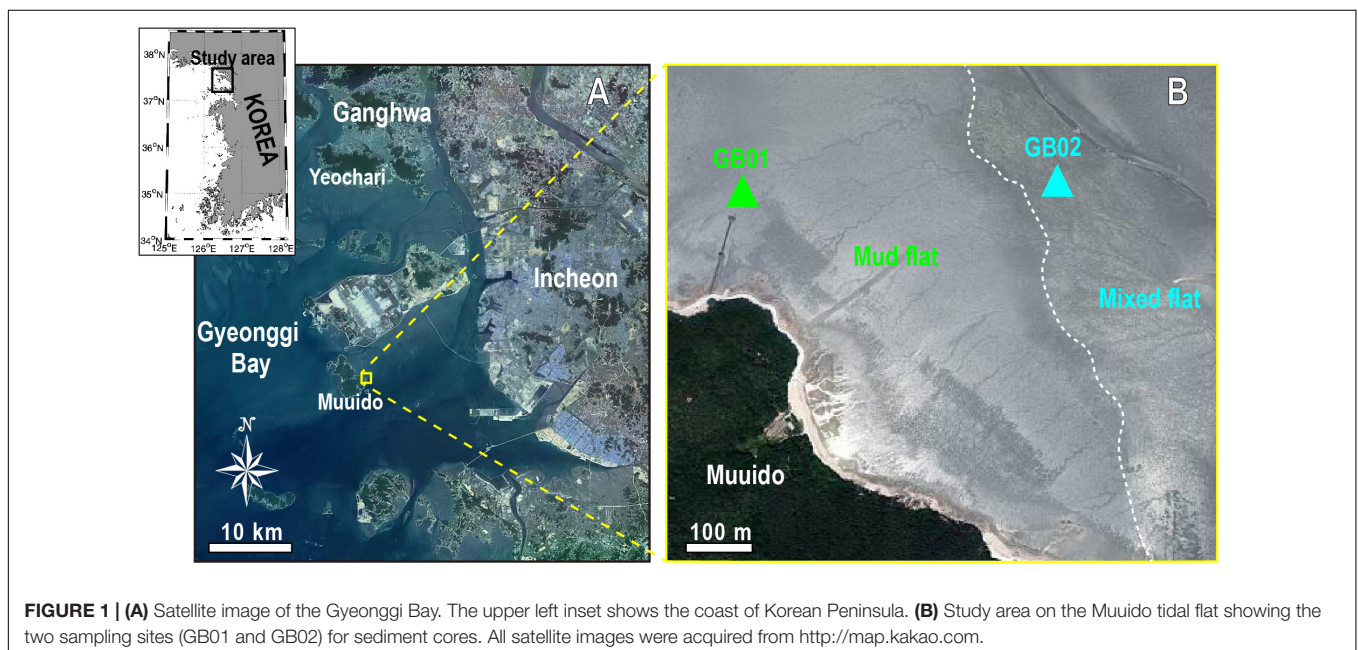 38°N
37°N
36°N
35°N
34°N
125°E 126°E 127°E 128°E
Study area
KOREA
A
Ganghwa
Yeochari
Incheon
Gyeonggi
Bay
Muuido
N
10 km
B
GB01
GB02
Mud flat
Mixed flat
Muuido
100 m
FIGURE 1 | (A) Satellite image of the Gyeonggi Bay. The upper left inset shows the coast of Korean Peninsula. (B) Study area on the Muuido tidal flat showing the
two sampling sites (GB01 and GB02) for sediment cores. All satellite images were acquired from http://map.kakao.com.